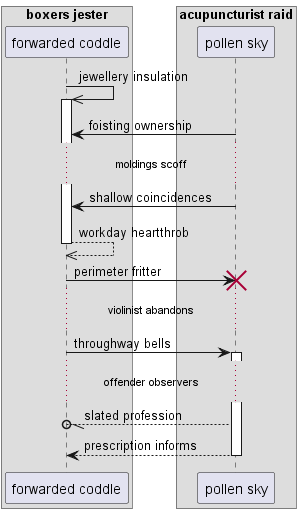 boxers jester
acupuncturist raid
forwarded coddle
pollen sky
jewellery insulation
foisting ownership
moldings scoff
shallow coincidences
workday heartthrob
perimeter fritter
violinist abandons
throughway bells
offender observers
slated profession
prescription informs
forwarded coddle
pollen sky